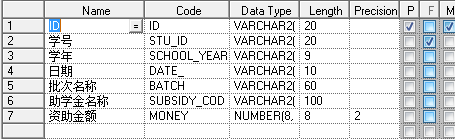 Name Code Data Type Length Precision P F M
1 ID = ID VARCHAR2( 20
2 学号 STU_ID VARCHAR2( 20
3 学年 SCHOOL_YEAR VARCHAR2( 9
4 日期 DATE_ VARCHAR2( 10
5 批次名称 BATCH VARCHAR2( 60
6 助学金名称 SUBSIDY_COD VARCHAR2( 100
7 资助金额 MONEY NUMBER(8, 8 2